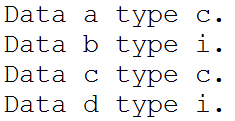 Data a type c.
Data b type i.
Data c type c.
Data d type i.